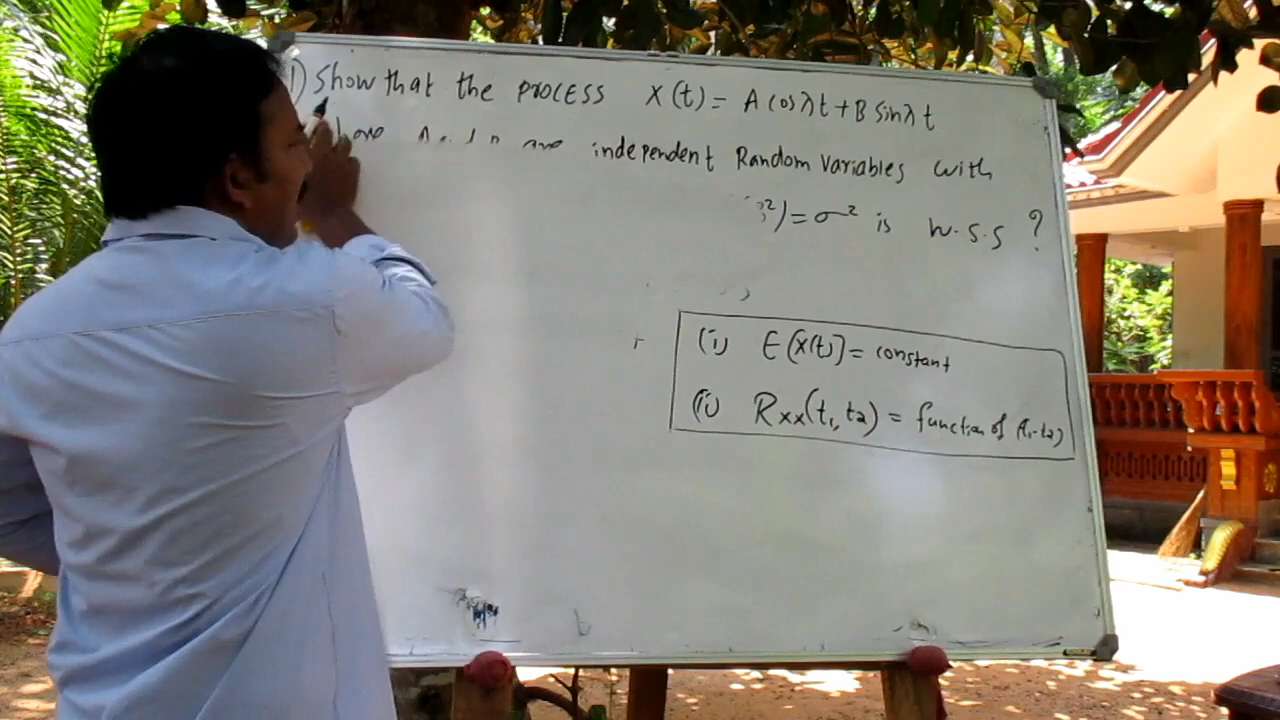 1) Show that the process X(t) = A cosλt + B sinλt
independent Random variables with
²) = σ² is W.S.S ?
(i) E[X(t)] = constant
(ii) Rxx(t₁, t₂) = function of (t₁-t₂)